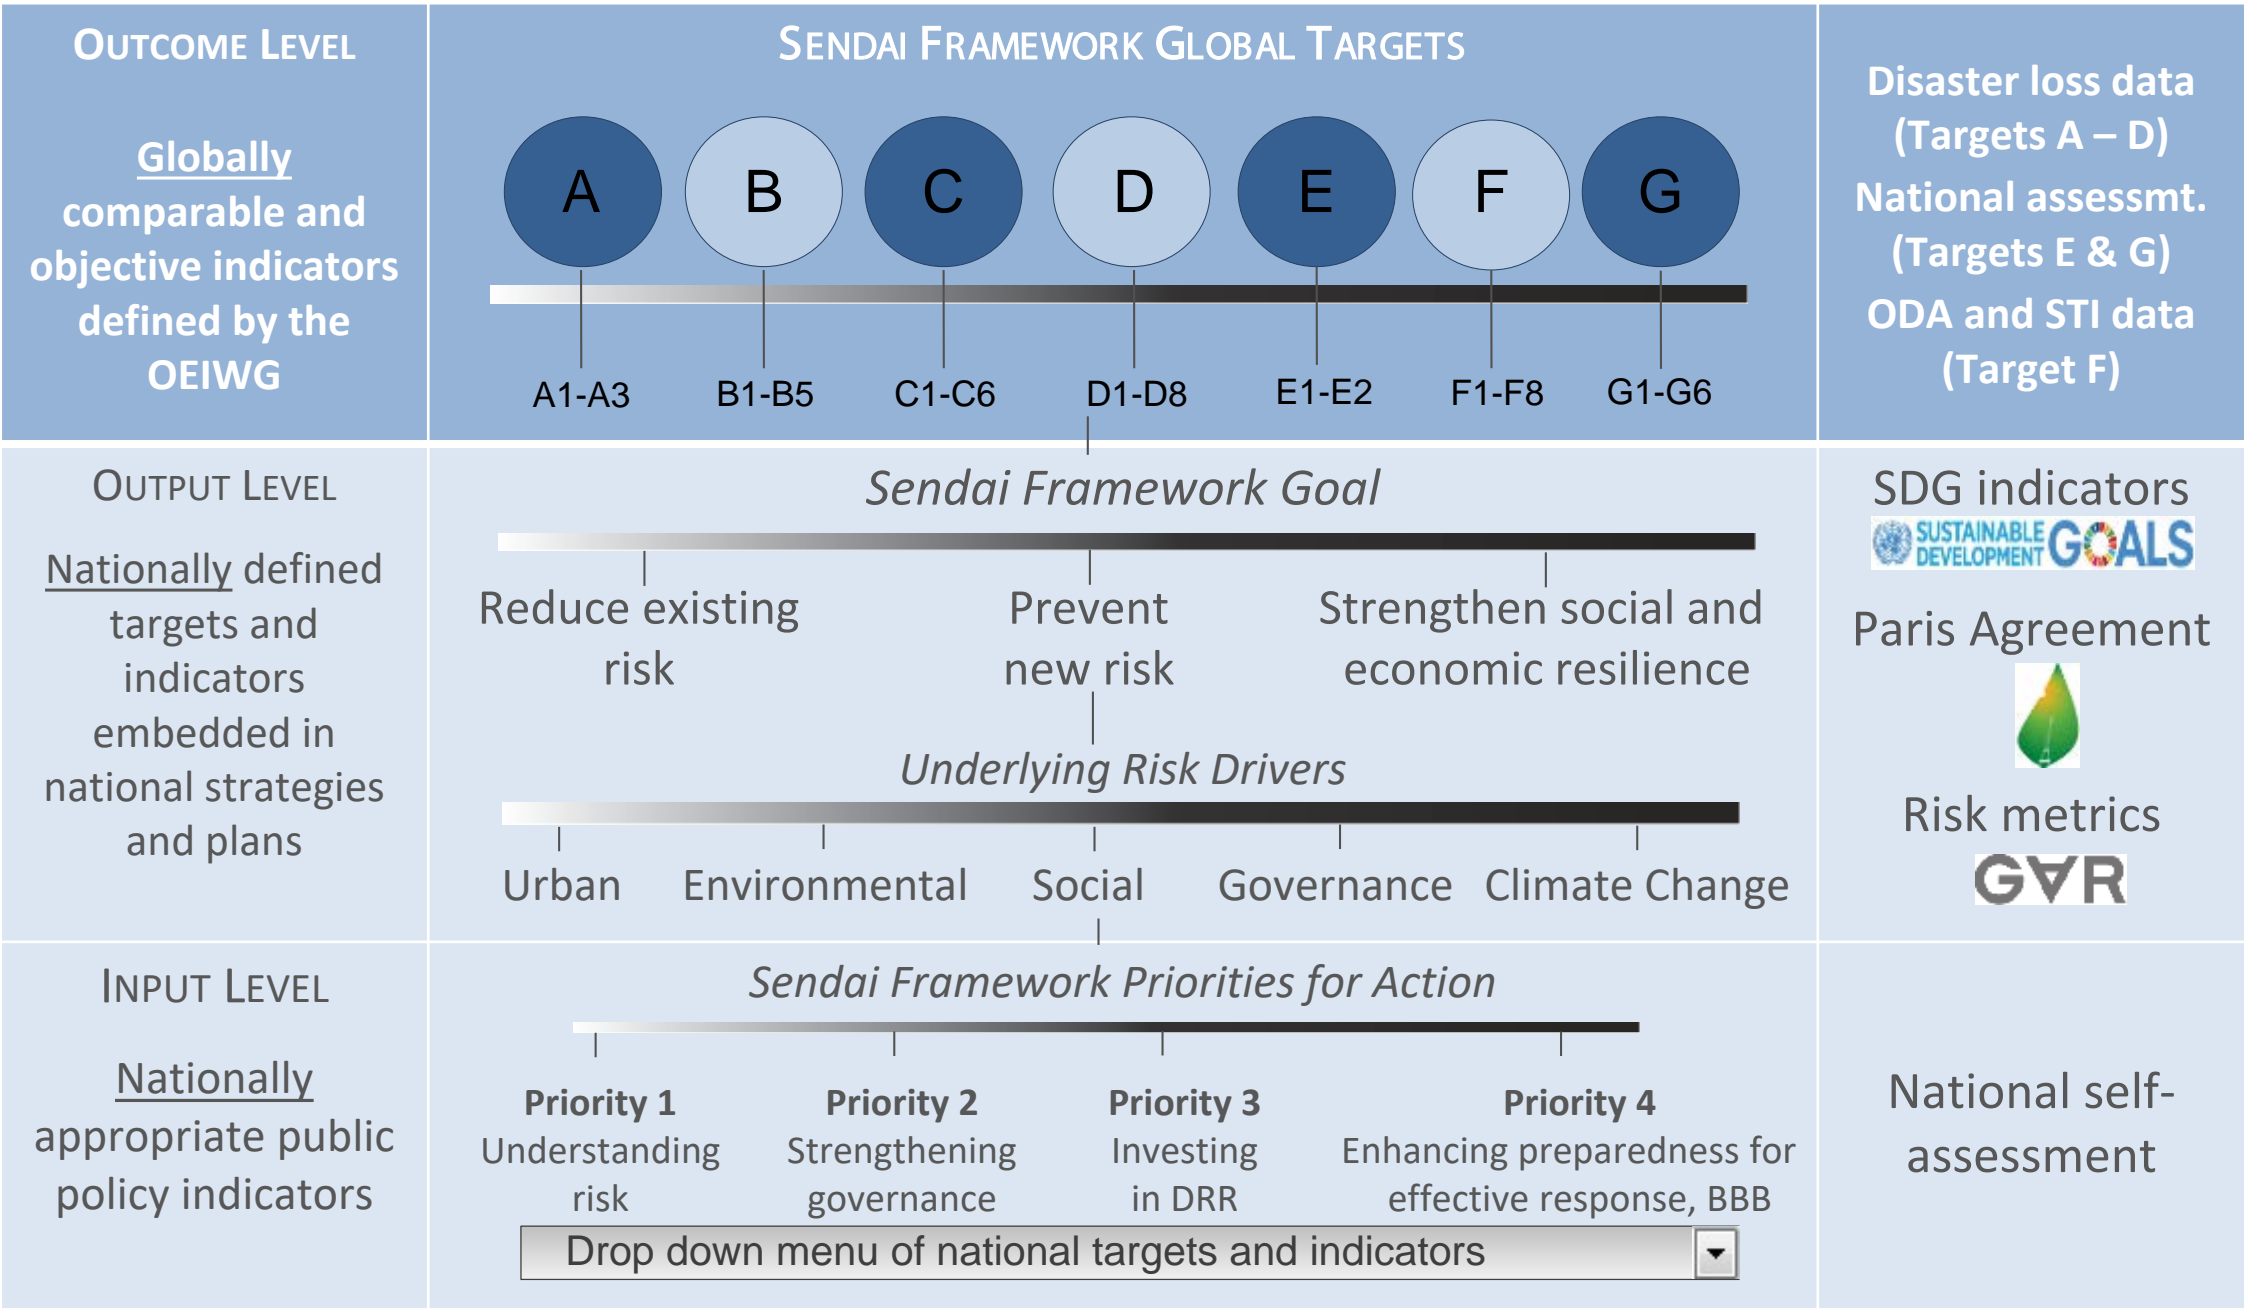 OUTCOME LEVEL
Globally
comparable and
objective indicators
defined by the
OEIWG
SENDAI FRAMEWORK GLOBAL TARGETS
A B C D E F G
A1-A3 B1-B5 C1-C6 D1-D8 E1-E2 F1-F8 G1-G6
Disaster loss data
(Targets A – D)
National assessmt.
(Targets E & G)
ODA and STI data
(Target F)
OUTPUT LEVEL
Nationally defined
targets and
indicators
embedded in
national strategies
and plans
Sendai Framework Goal
Reduce existing
risk
Prevent
new risk
Strengthen social and
economic resilience
Underlying Risk Drivers
Urban Environmental Social Governance Climate Change
SDG indicators
SUSTAINABLE
DEVELOPMENT GOALS
Paris Agreement
Risk metrics
GAR
INPUT LEVEL
Nationally
appropriate public
policy indicators
Sendai Framework Priorities for Action
Priority 1
Understanding
risk
Priority 2
Strengthening
governance
Priority 3
Investing
in DRR
Priority 4
Enhancing preparedness for
effective response, BBB
Drop down menu of national targets and indicators
National self-
assessment